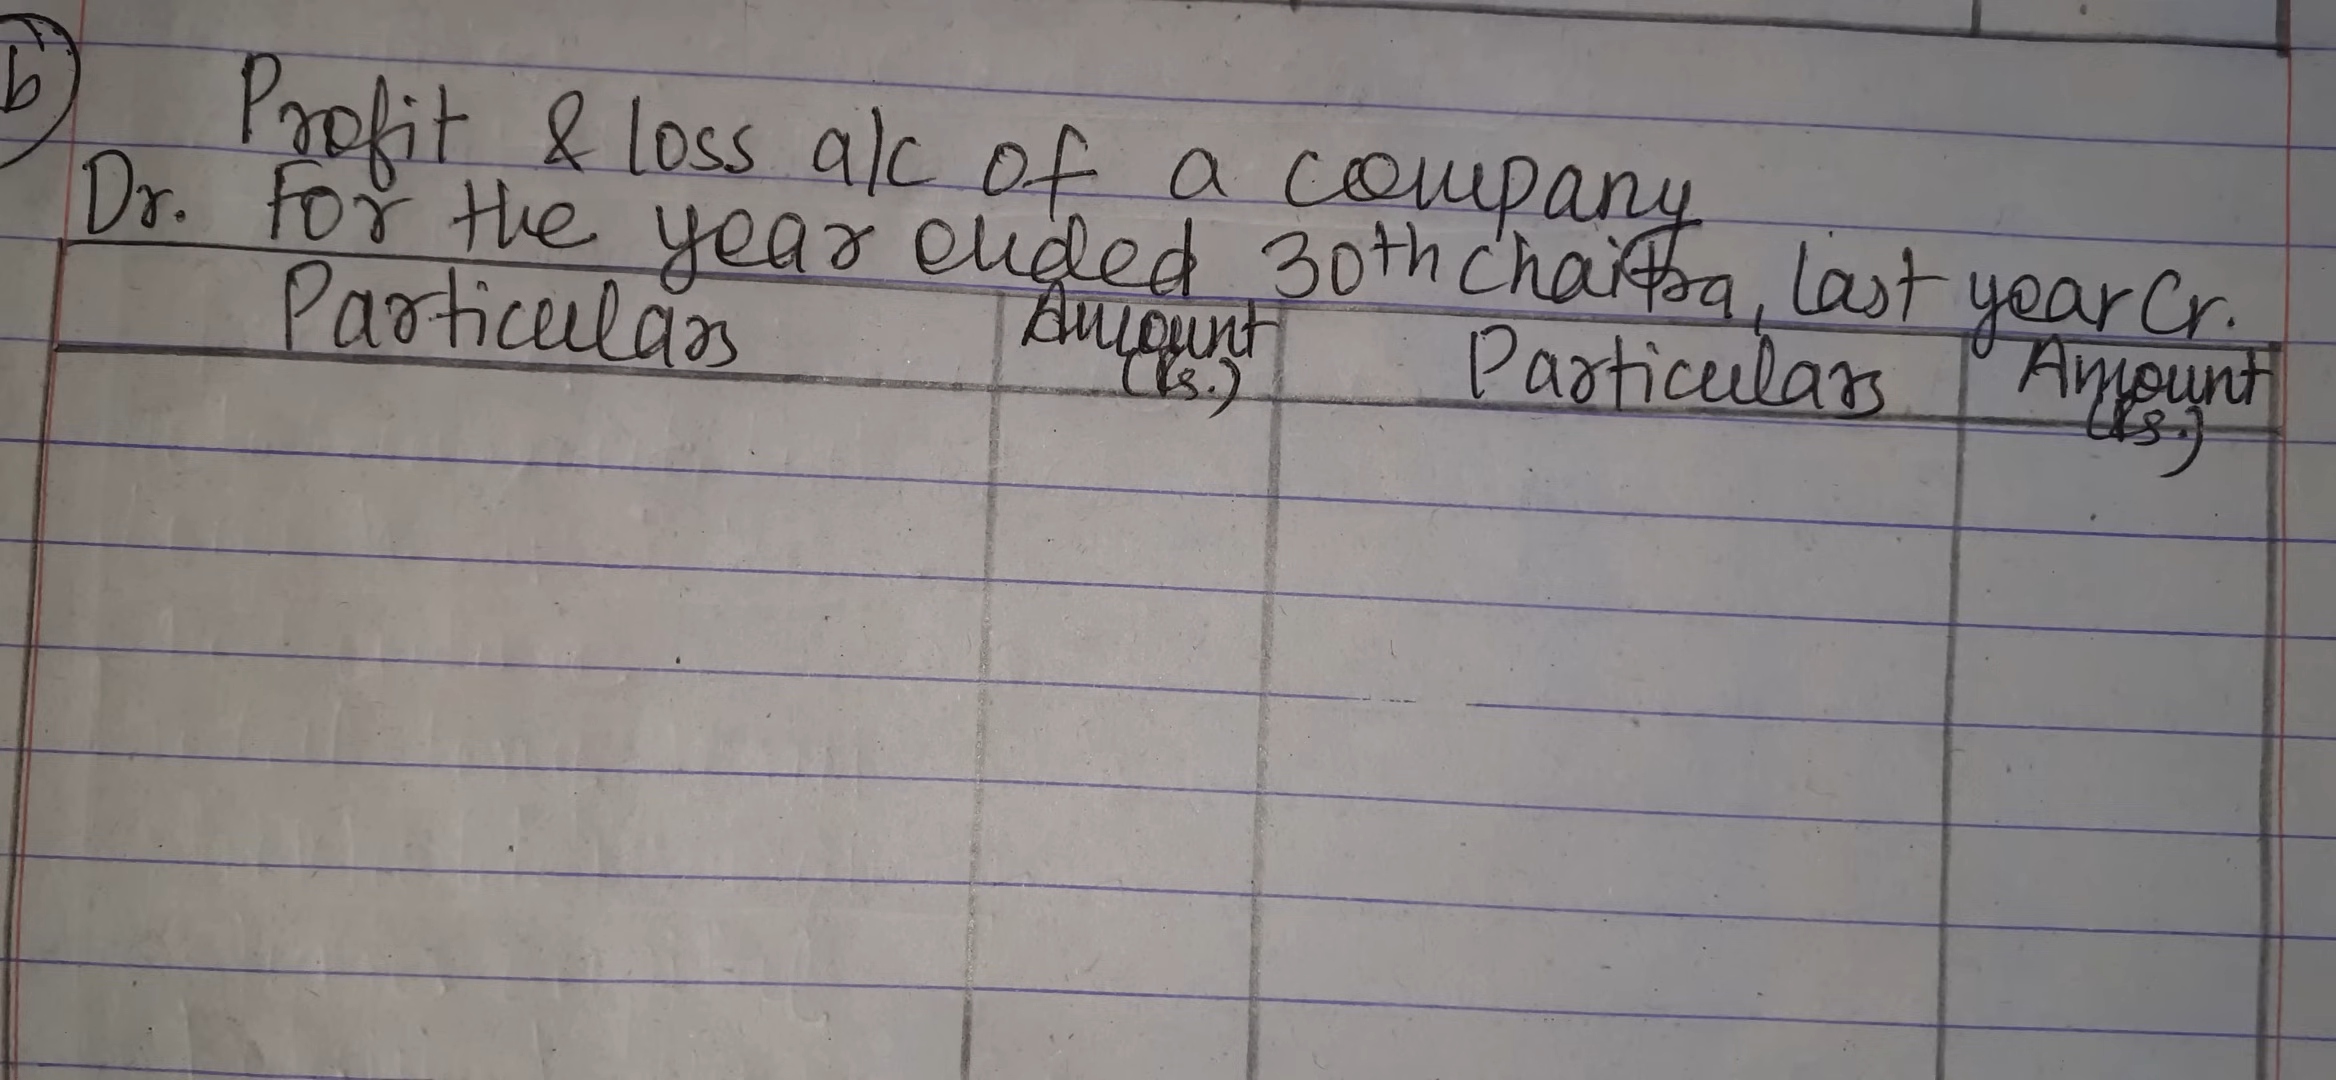 b
Profit & loss a/c of a company
Dr. For the year ended 30th Chaitra, last year Cr.
Particulars Amount (Rs.) Particulars Amount (Rs.)